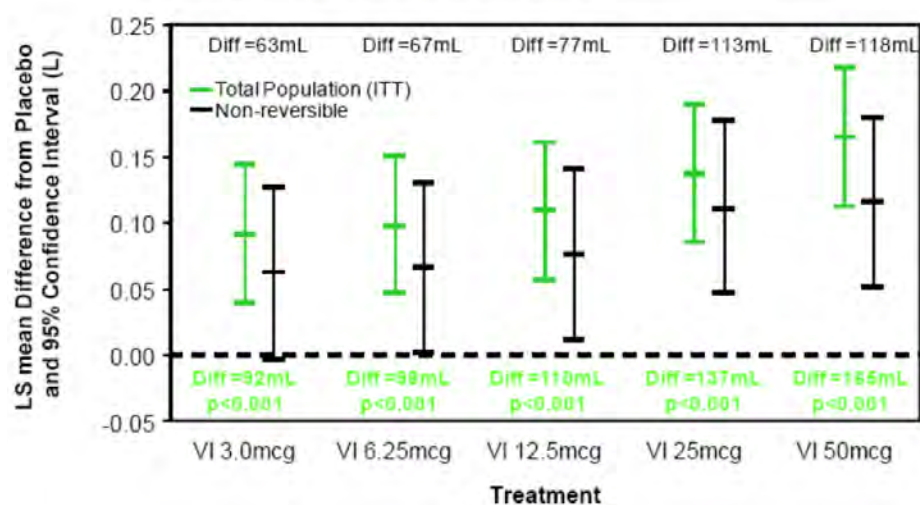 LS mean Difference from Placebo
and 95% Confidence Interval (L)
0.25
0.20
0.15
0.10
0.05
0.00
-0.05
Diff =63mL Diff =67mL Diff =77mL Diff =113mL Diff =118mL
Total Population (ITT)
Non-reversible
Diff =92mL Diff =98mL Diff =110mL Diff =137mL Diff =165mL
p<0.001 p<0.001 p<0.001 p<0.001 p<0.001
VI 3.0mcg VI 6.25mcg VI 12.5mcg VI 25mcg VI 50mcg
Treatment